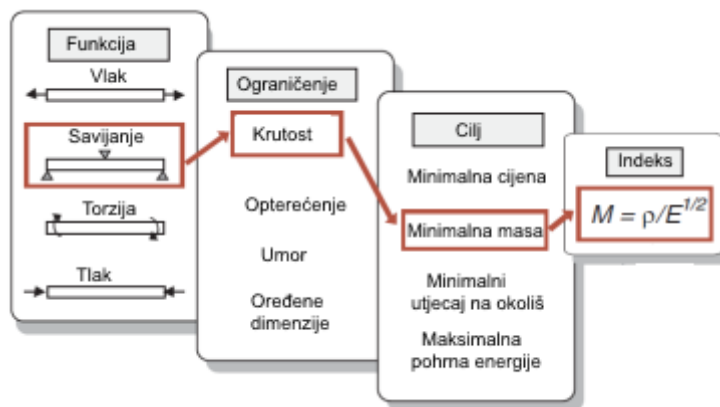 Funkcija
Vlak
Savijanje
Torzija
Tlak
Ograničenje
Krutost
Opterećenje
Umor
Oređene
dimenzije
Cilj
Minimalna cijena
Minimalna masa
Minimalni
utjecaj na okoliš
Maksimalna
pohrna energije
Indeks
M = ρ/E^{1/2}